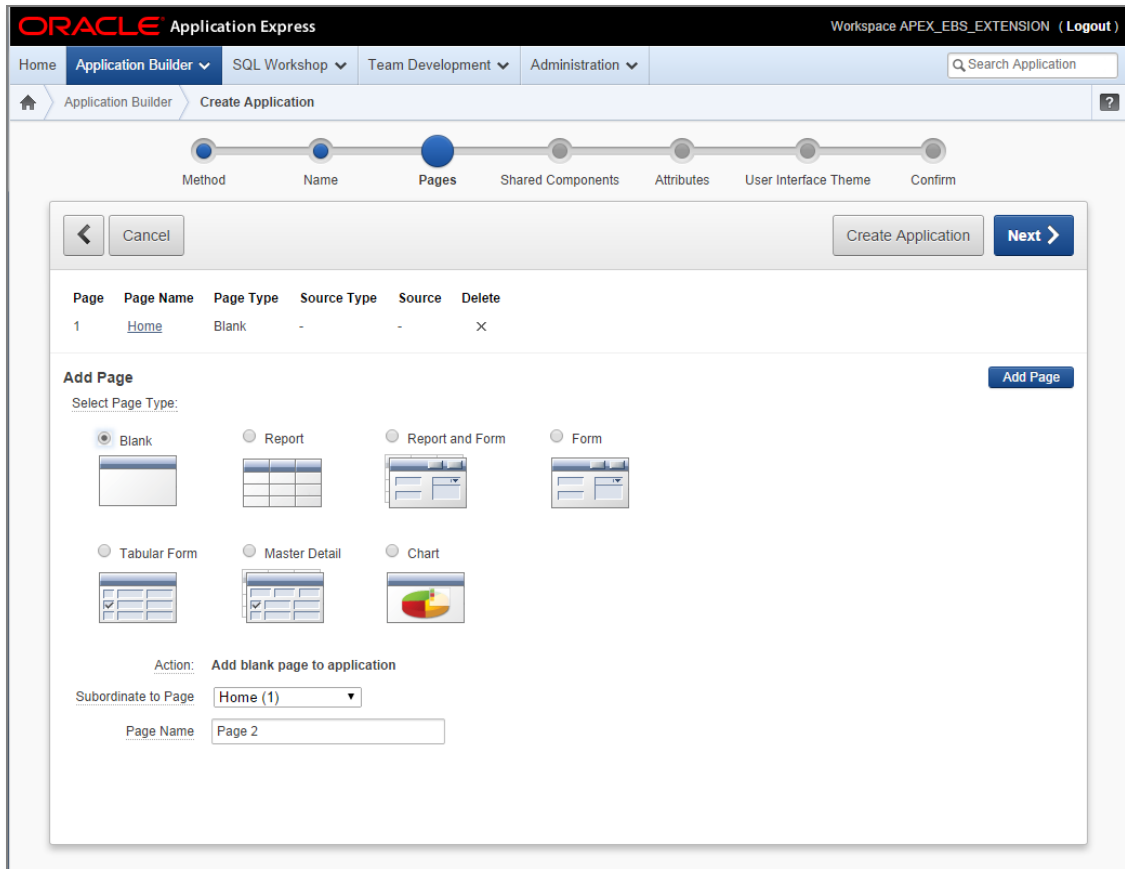 ORACLE Application Express Workspace APEX_EBS_EXTENSION ( Logout )
Home Application Builder SQL Workshop Team Development Administration Search Application
Application Builder Create Application ?
Method Name Pages Shared Components Attributes User Interface Theme Confirm
Cancel Create Application Next
Page Page Name Page Type Source Type Source Delete
1 Home Blank - - X
Add Page Add Page
Select Page Type:
Blank Report Report and Form Form
Tabular Form Master Detail Chart
Action: Add blank page to application
Subordinate to Page Home (1)
Page Name Page 2